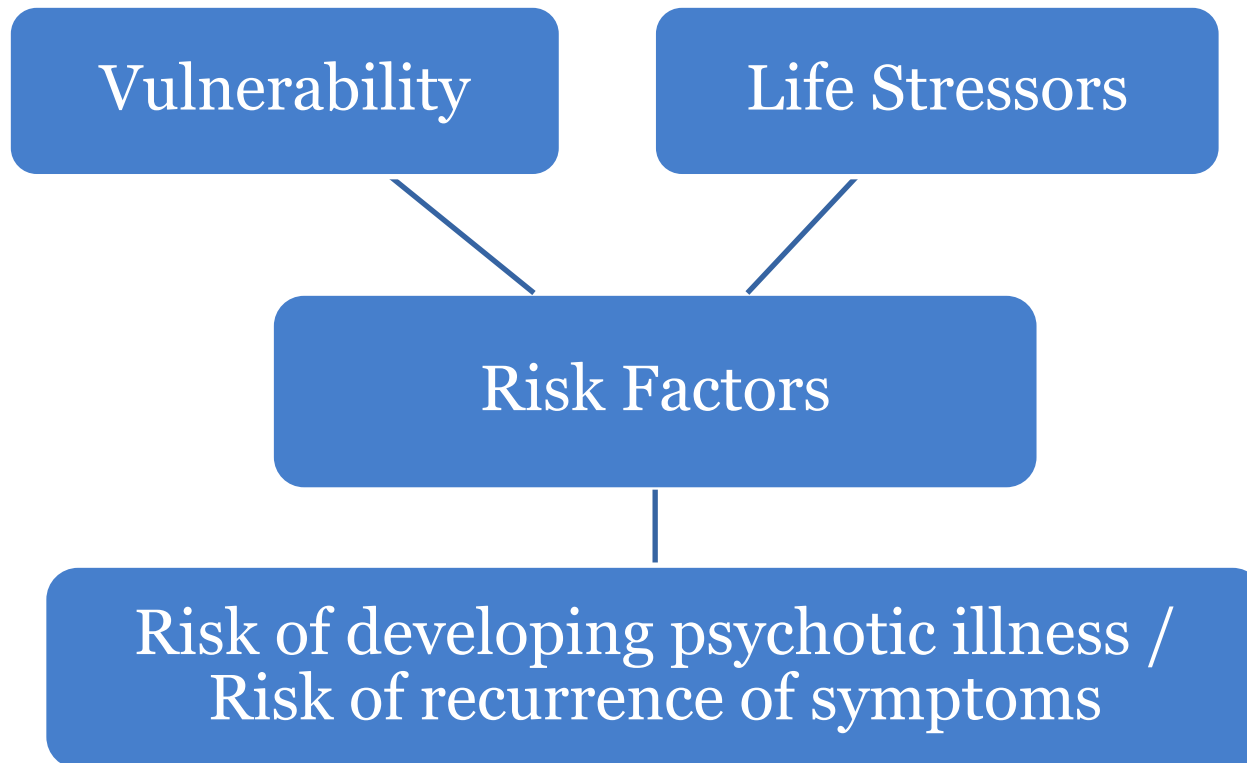 Vulnerability
Life Stressors
Risk Factors
Risk of developing psychotic illness /
Risk of recurrence of symptoms